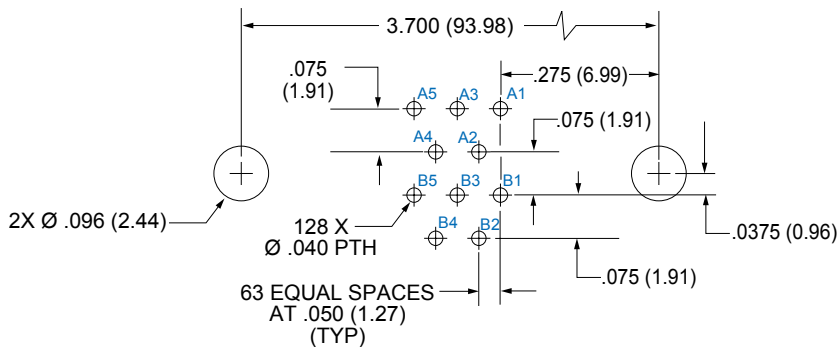 3.700 (93.98)
.075
(1.91)
.275 (6.99)
A5 A3 A1
A4 A2
.075 (1.91)
B5 B3 B1
2X Ø .096 (2.44)
128 X
Ø .040 PTH
B4 B2
.0375 (0.96)
.075 (1.91)
63 EQUAL SPACES
AT .050 (1.27)
(TYP)